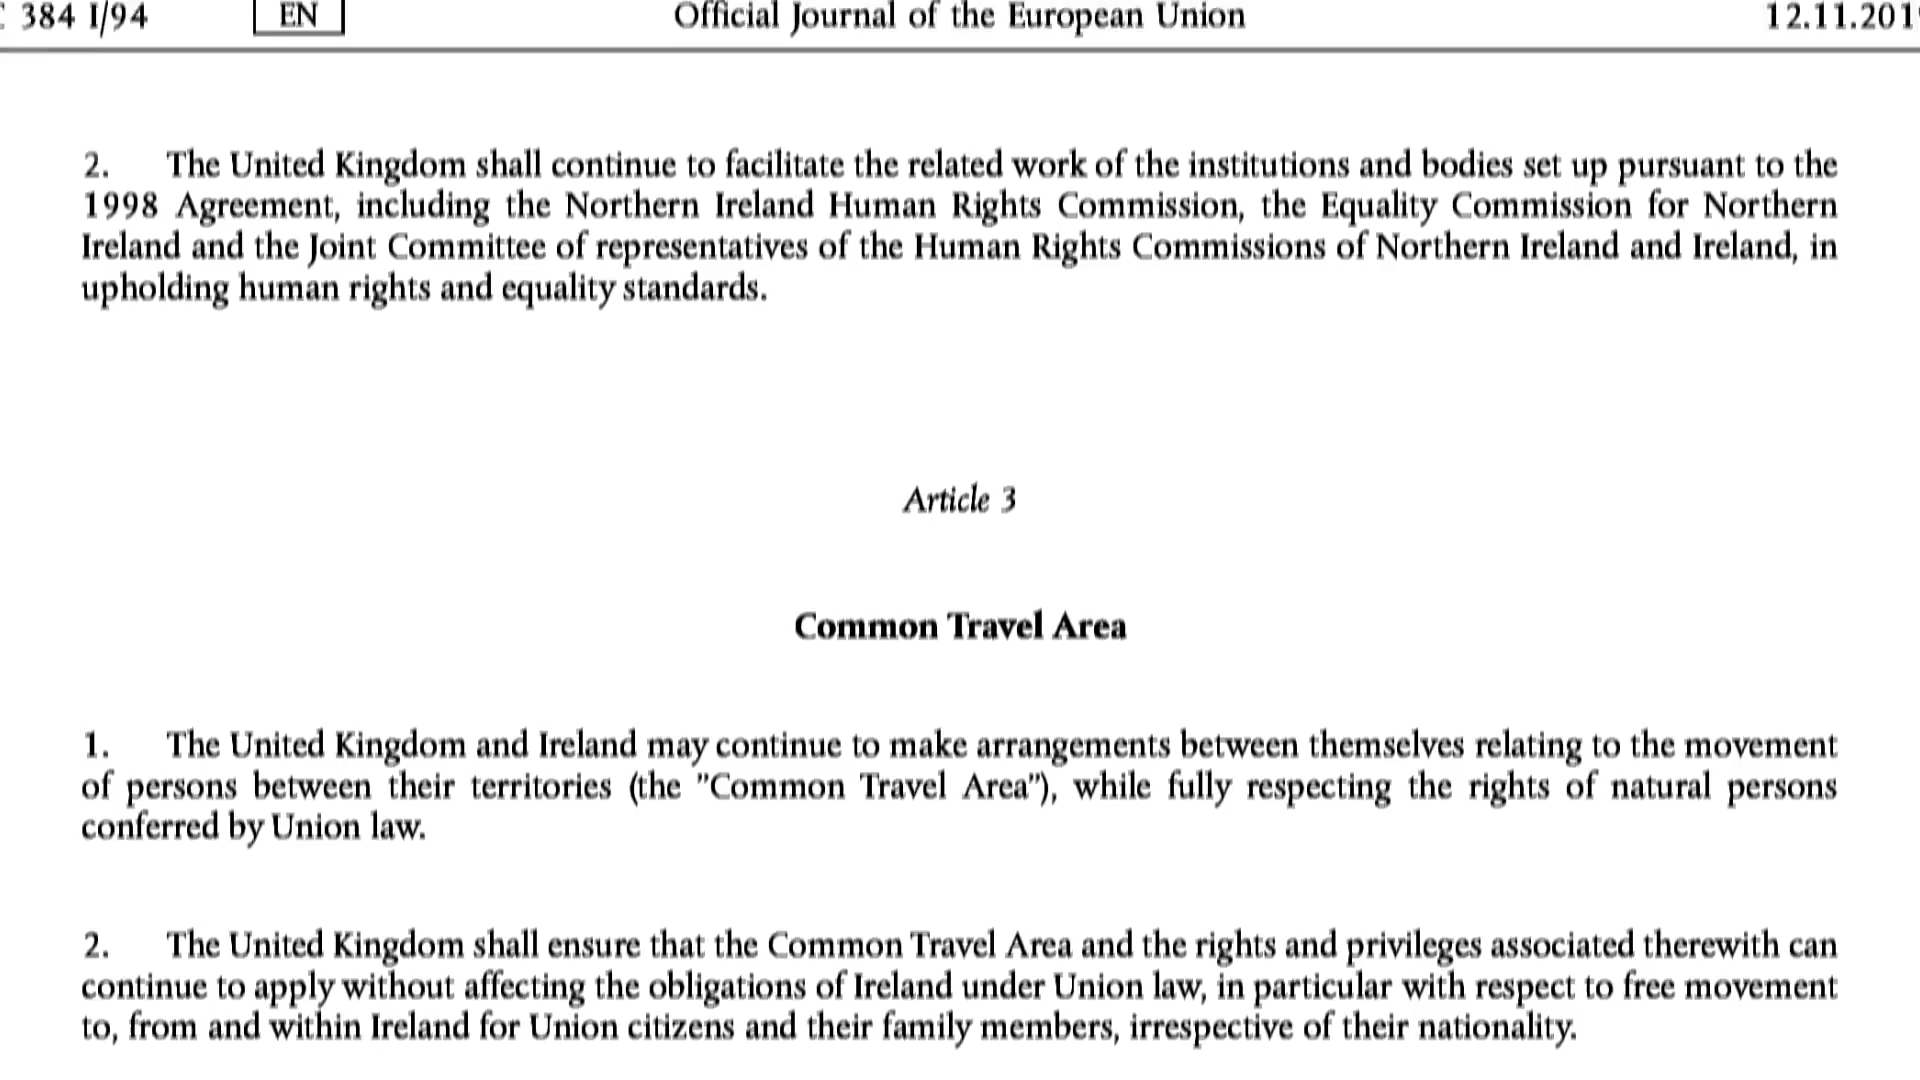 384 I/94 EN Official Journal of the European Union 12.11.201
2. The United Kingdom shall continue to facilitate the related work of the institutions and bodies set up pursuant to the
1998 Agreement, including the Northern Ireland Human Rights Commission, the Equality Commission for Northern
Ireland and the Joint Committee of representatives of the Human Rights Commissions of Northern Ireland and Ireland, in
upholding human rights and equality standards.
Article 3
Common Travel Area
1. The United Kingdom and Ireland may continue to make arrangements between themselves relating to the movement
of persons between their territories (the ”Common Travel Area”), while fully respecting the rights of natural persons
conferred by Union law.
2. The United Kingdom shall ensure that the Common Travel Area and the rights and privileges associated therewith can
continue to apply without affecting the obligations of Ireland under Union law, in particular with respect to free movement
to, from and within Ireland for Union citizens and their family members, irrespective of their nationality.